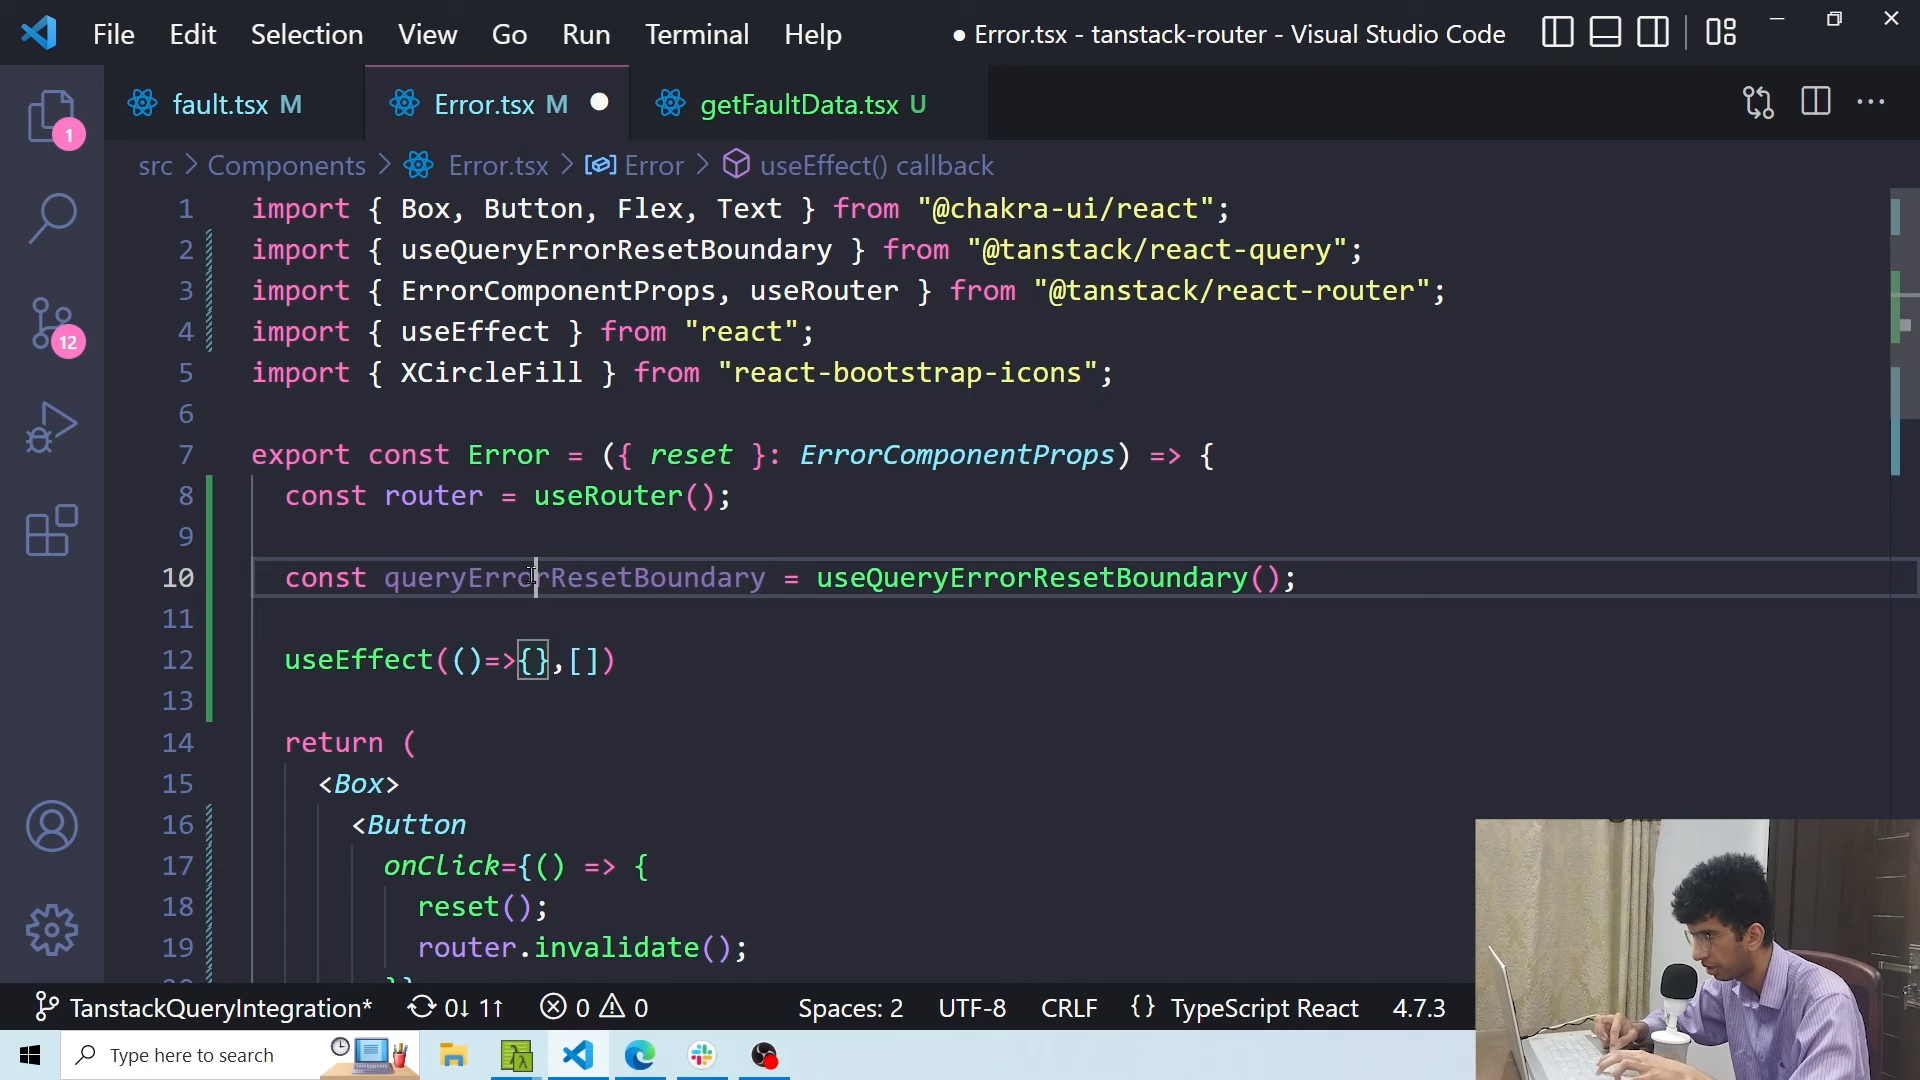 File Edit Selection View Go Run Terminal Help ● Error.tsx - tanstack-router - Visual Studio Code
fault.tsx M Error.tsx M getFaultData.tsx U
src > Components > Error.tsx > Error > useEffect() callback
1
1 import { Box, Button, Flex, Text } from "@chakra-ui/react";
2 import { useQueryErrorResetBoundary } from "@tanstack/react-query";
3 import { ErrorComponentProps, useRouter } from "@tanstack/react-router";
4 import { useEffect } from "react";
12
5 import { XCircleFill } from "react-bootstrap-icons";
6
7 export const Error = ({ reset }: ErrorComponentProps) => {
8 const router = useRouter();
9
10 const queryErrorResetBoundary = useQueryErrorResetBoundary();
11
12 useEffect(()=>{},[])
13
14 return (
15 <Box>
16 <Button
17 onClick={() => {
18 reset();
19 router.invalidate();
TanstackQueryIntegration* 0↓ 1↑ 0 0 Spaces: 2 UTF-8 CRLF {} TypeScript React 4.7.3
Type here to search